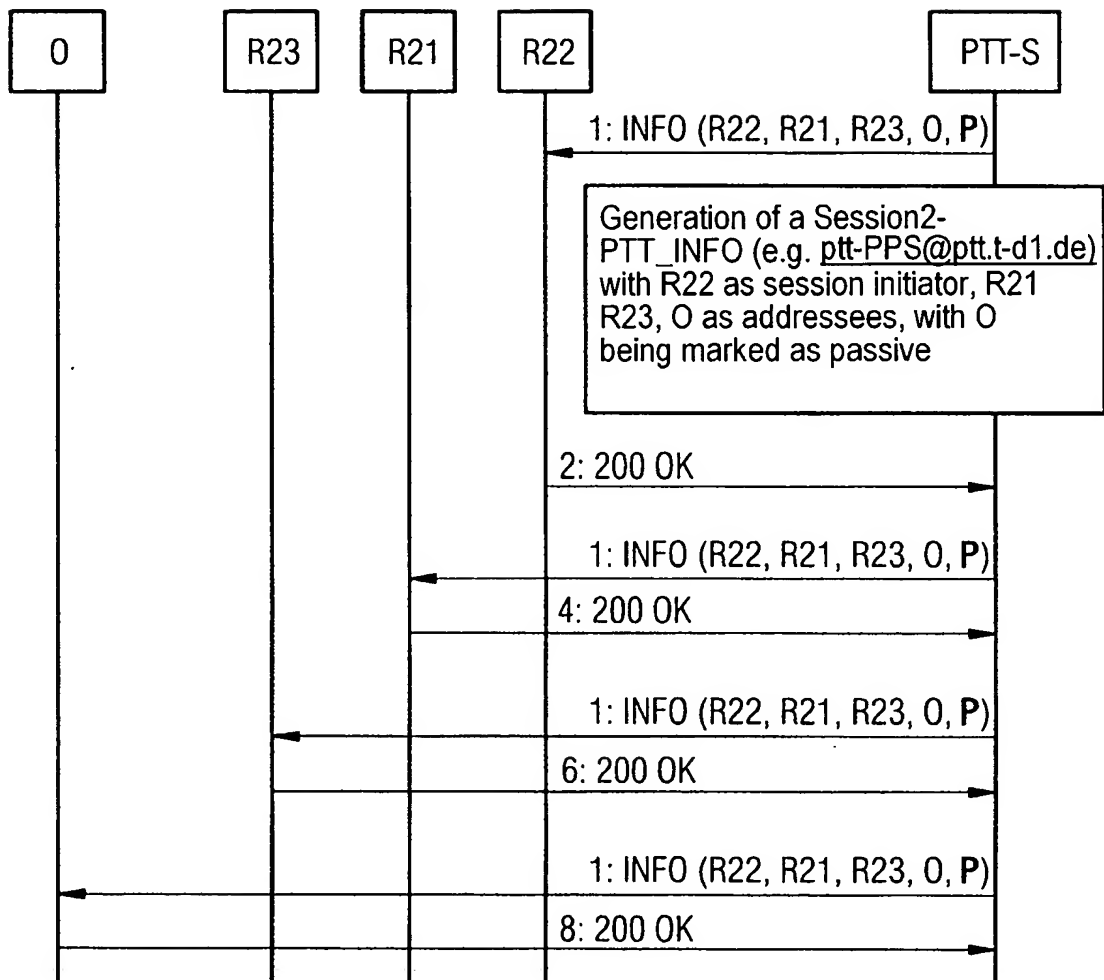 O
R23
R21
R22
PTT-S
1: INFO (R22, R21, R23, O, P)
Generation of a Session2-
PTT_INFO (e.g. ptt-PPS@ptt.t-d1.de)
with R22 as session initiator, R21
R23, O as addressees, with O
being marked as passive
2: 200 OK
1: INFO (R22, R21, R23, O, P)
4: 200 OK
1: INFO (R22, R21, R23, O, P)
6: 200 OK
1: INFO (R22, R21, R23, O, P)
8: 200 OK